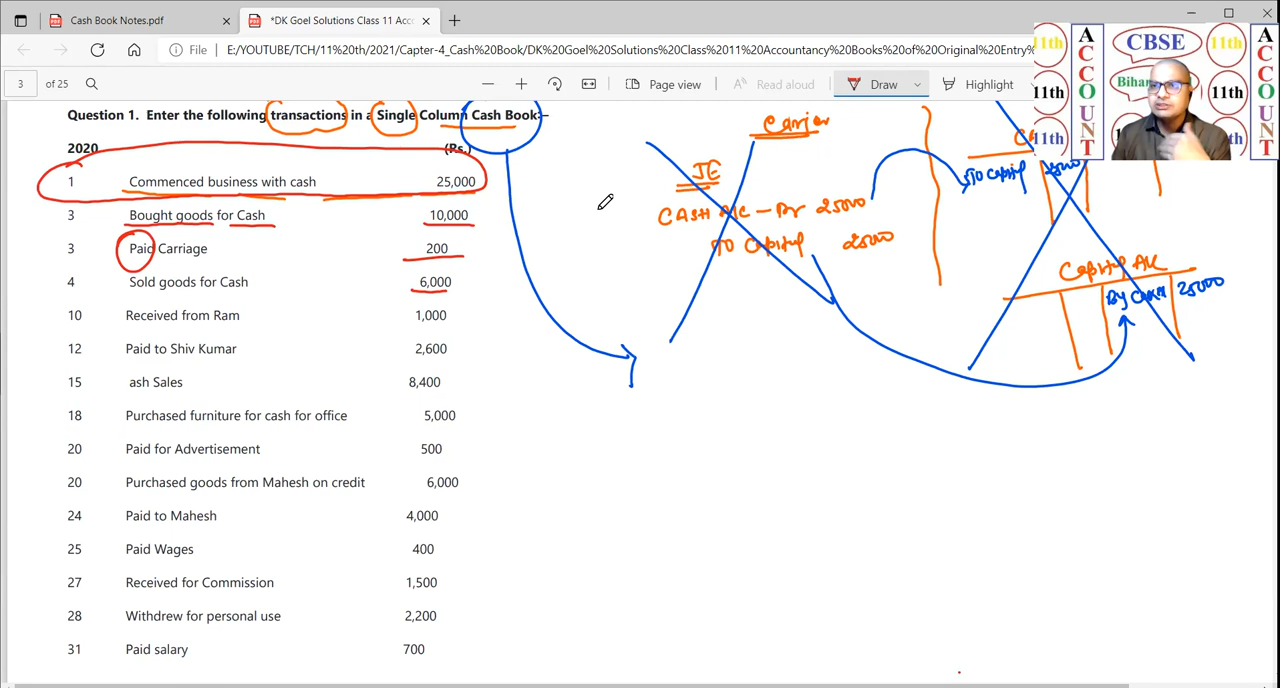 Cash Book Notes.pdf
*DK Goel Solutions Class 11 Acc
File
E:/YOUTUBE/TCH/11%20th/2021/Capter-4_Cash%20Book/DK%20Goel%20Solutions%20Class%2011%20Accountancy%20Books%20of%20Original%20Entry
3 of 25
Page view
Read aloud
Draw
Highlight
Question 1. Enter the following transactions in a Single Column Cash Book:–
2020 (Rs.)
1 Commenced business with cash 25,000
3 Bought goods for Cash 10,000
3 Paid Carriage 200
4 Sold goods for Cash 6,000
10 Received from Ram 1,000
12 Paid to Shiv Kumar 2,600
15 ash Sales 8,400
18 Purchased furniture for cash for office 5,000
20 Paid for Advertisement 500
20 Purchased goods from Mahesh on credit 6,000
24 Paid to Mahesh 4,000
25 Paid Wages 400
27 Received for Commission 1,500
28 Withdrew for personal use 2,200
31 Paid salary 700
JE
CASH A/C – Dr 25000
To Capital 25000
To Capital
Capital A/c
By Cash 25000
11th
ACCOUNT
CBSE
11th
11th
11th
11th
11th
ACCOUNT